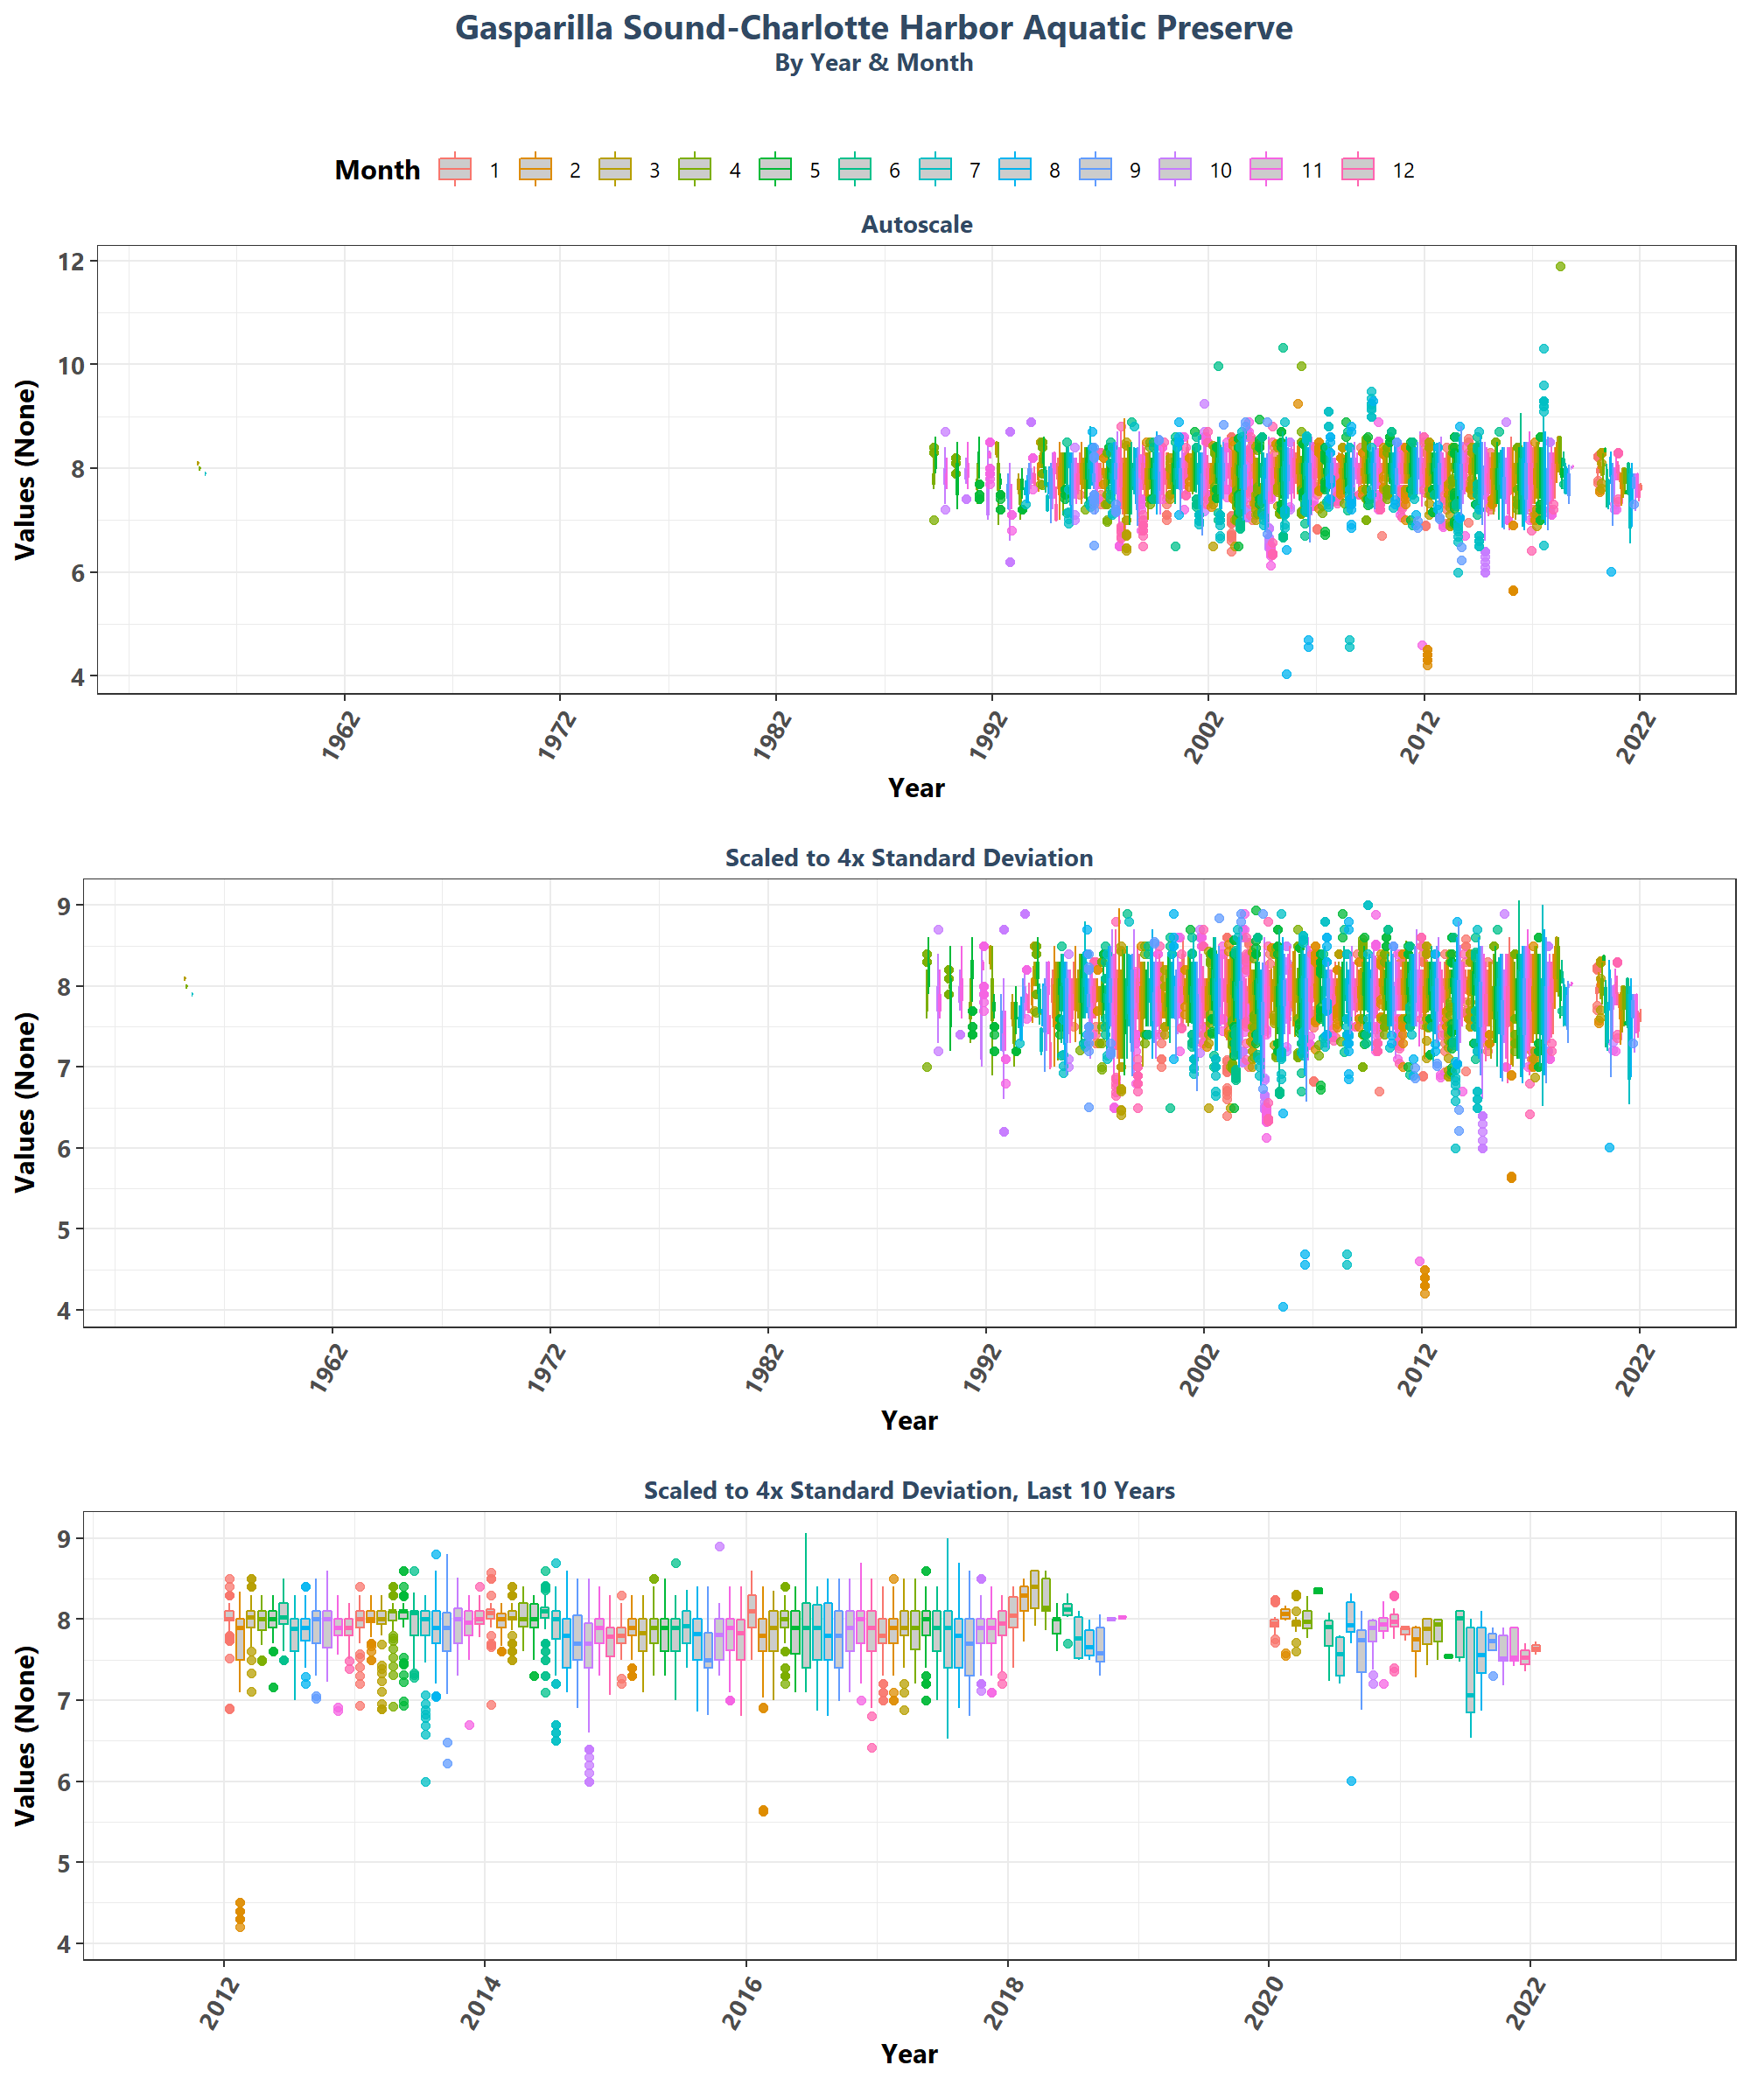 Gasparilla Sound-Charlotte Harbor Aquatic Preserve
By Year & Month
Month 1 2 3 4 5 6 7 8 9 10 11 12
Autoscale
Values (None)
12
10
8
6
4
1962 1972 1982 1992 2002 2012 2022
Year
Scaled to 4x Standard Deviation
Values (None)
9
8
7
6
5
4
1962 1972 1982 1992 2002 2012 2022
Year
Scaled to 4x Standard Deviation, Last 10 Years
Values (None)
9
8
7
6
5
4
2012 2014 2016 2018 2020 2022
Year